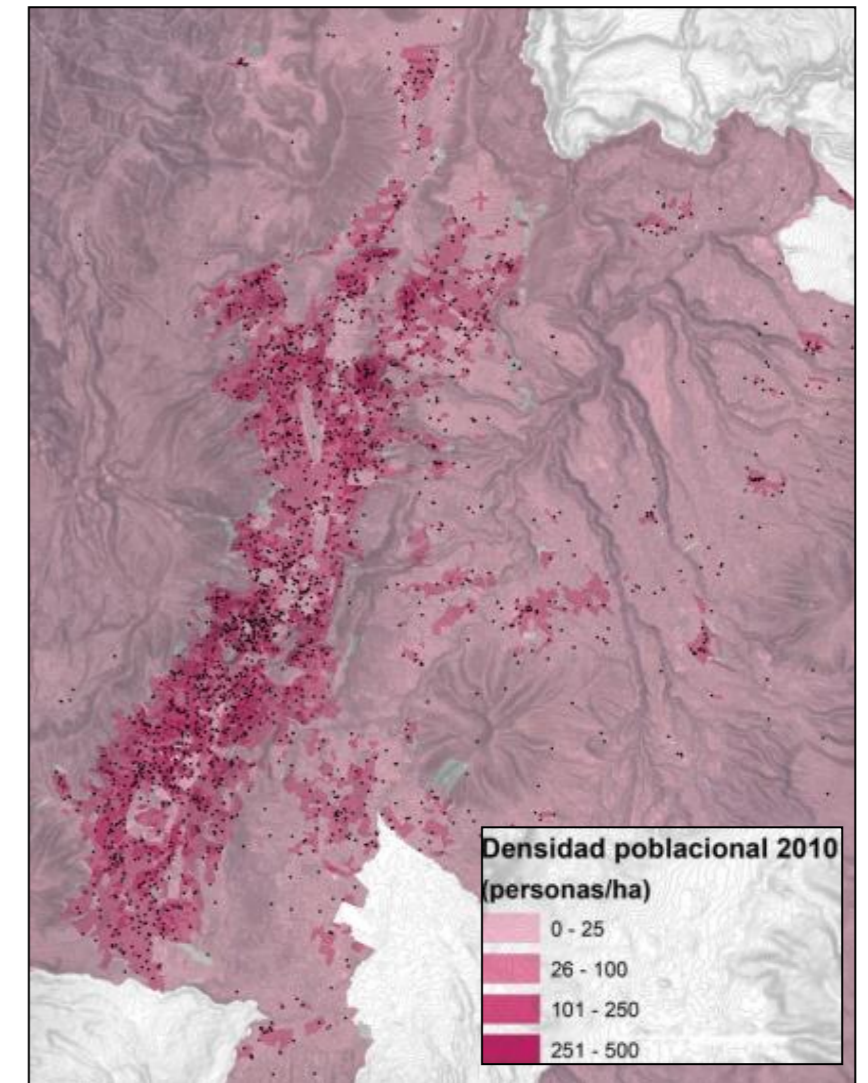 Densidad poblacional 2010
(personas/ha)
0 - 25
26 - 100
101 - 250
251 - 500